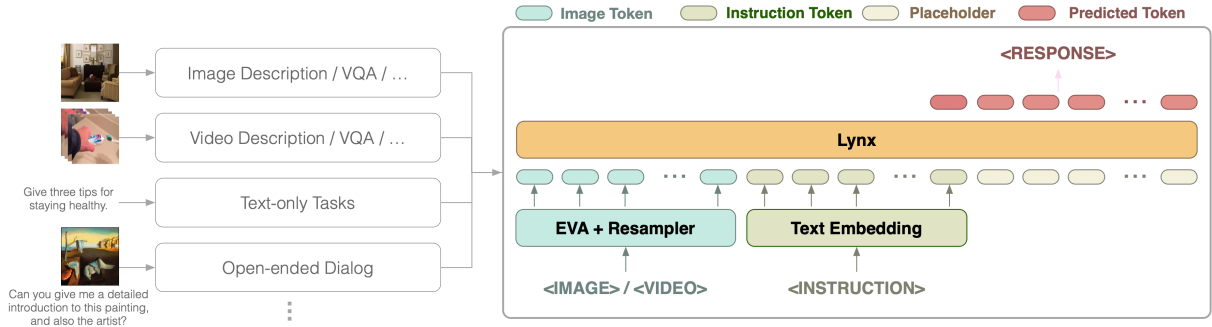 Image Token
Instruction Token
Placeholder
Predicted Token
Image Description / VQA / …
Video Description / VQA / …
Give three tips for
staying healthy.
Text-only Tasks
Open-ended Dialog
Can you give me a detailed
introduction to this painting,
and also the artist?
<RESPONSE>
Lynx
EVA + Resampler
Text Embedding
<IMAGE> / <VIDEO>
<INSTRUCTION>